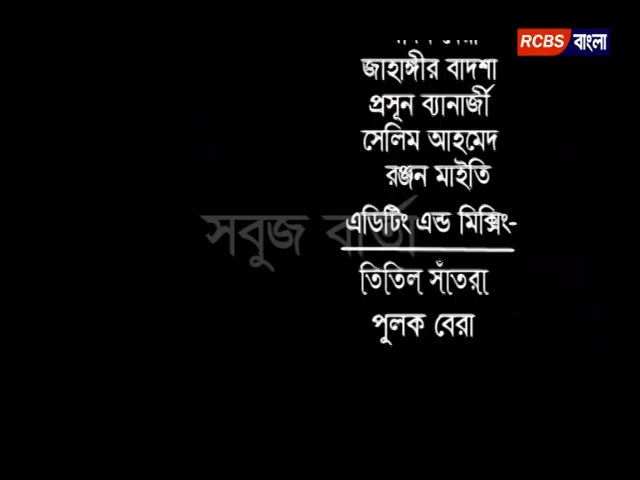 RCBS বাংলা
জাহাঙ্গীর বাদশা
প্রসূন ব্যানার্জী
সেলিম আহমেদ
রঞ্জন মাইতি
এডিটিং এন্ড মিক্সিং-
সবুজ বার্তা
তিতিল সাঁতরা
পুলক বেরা